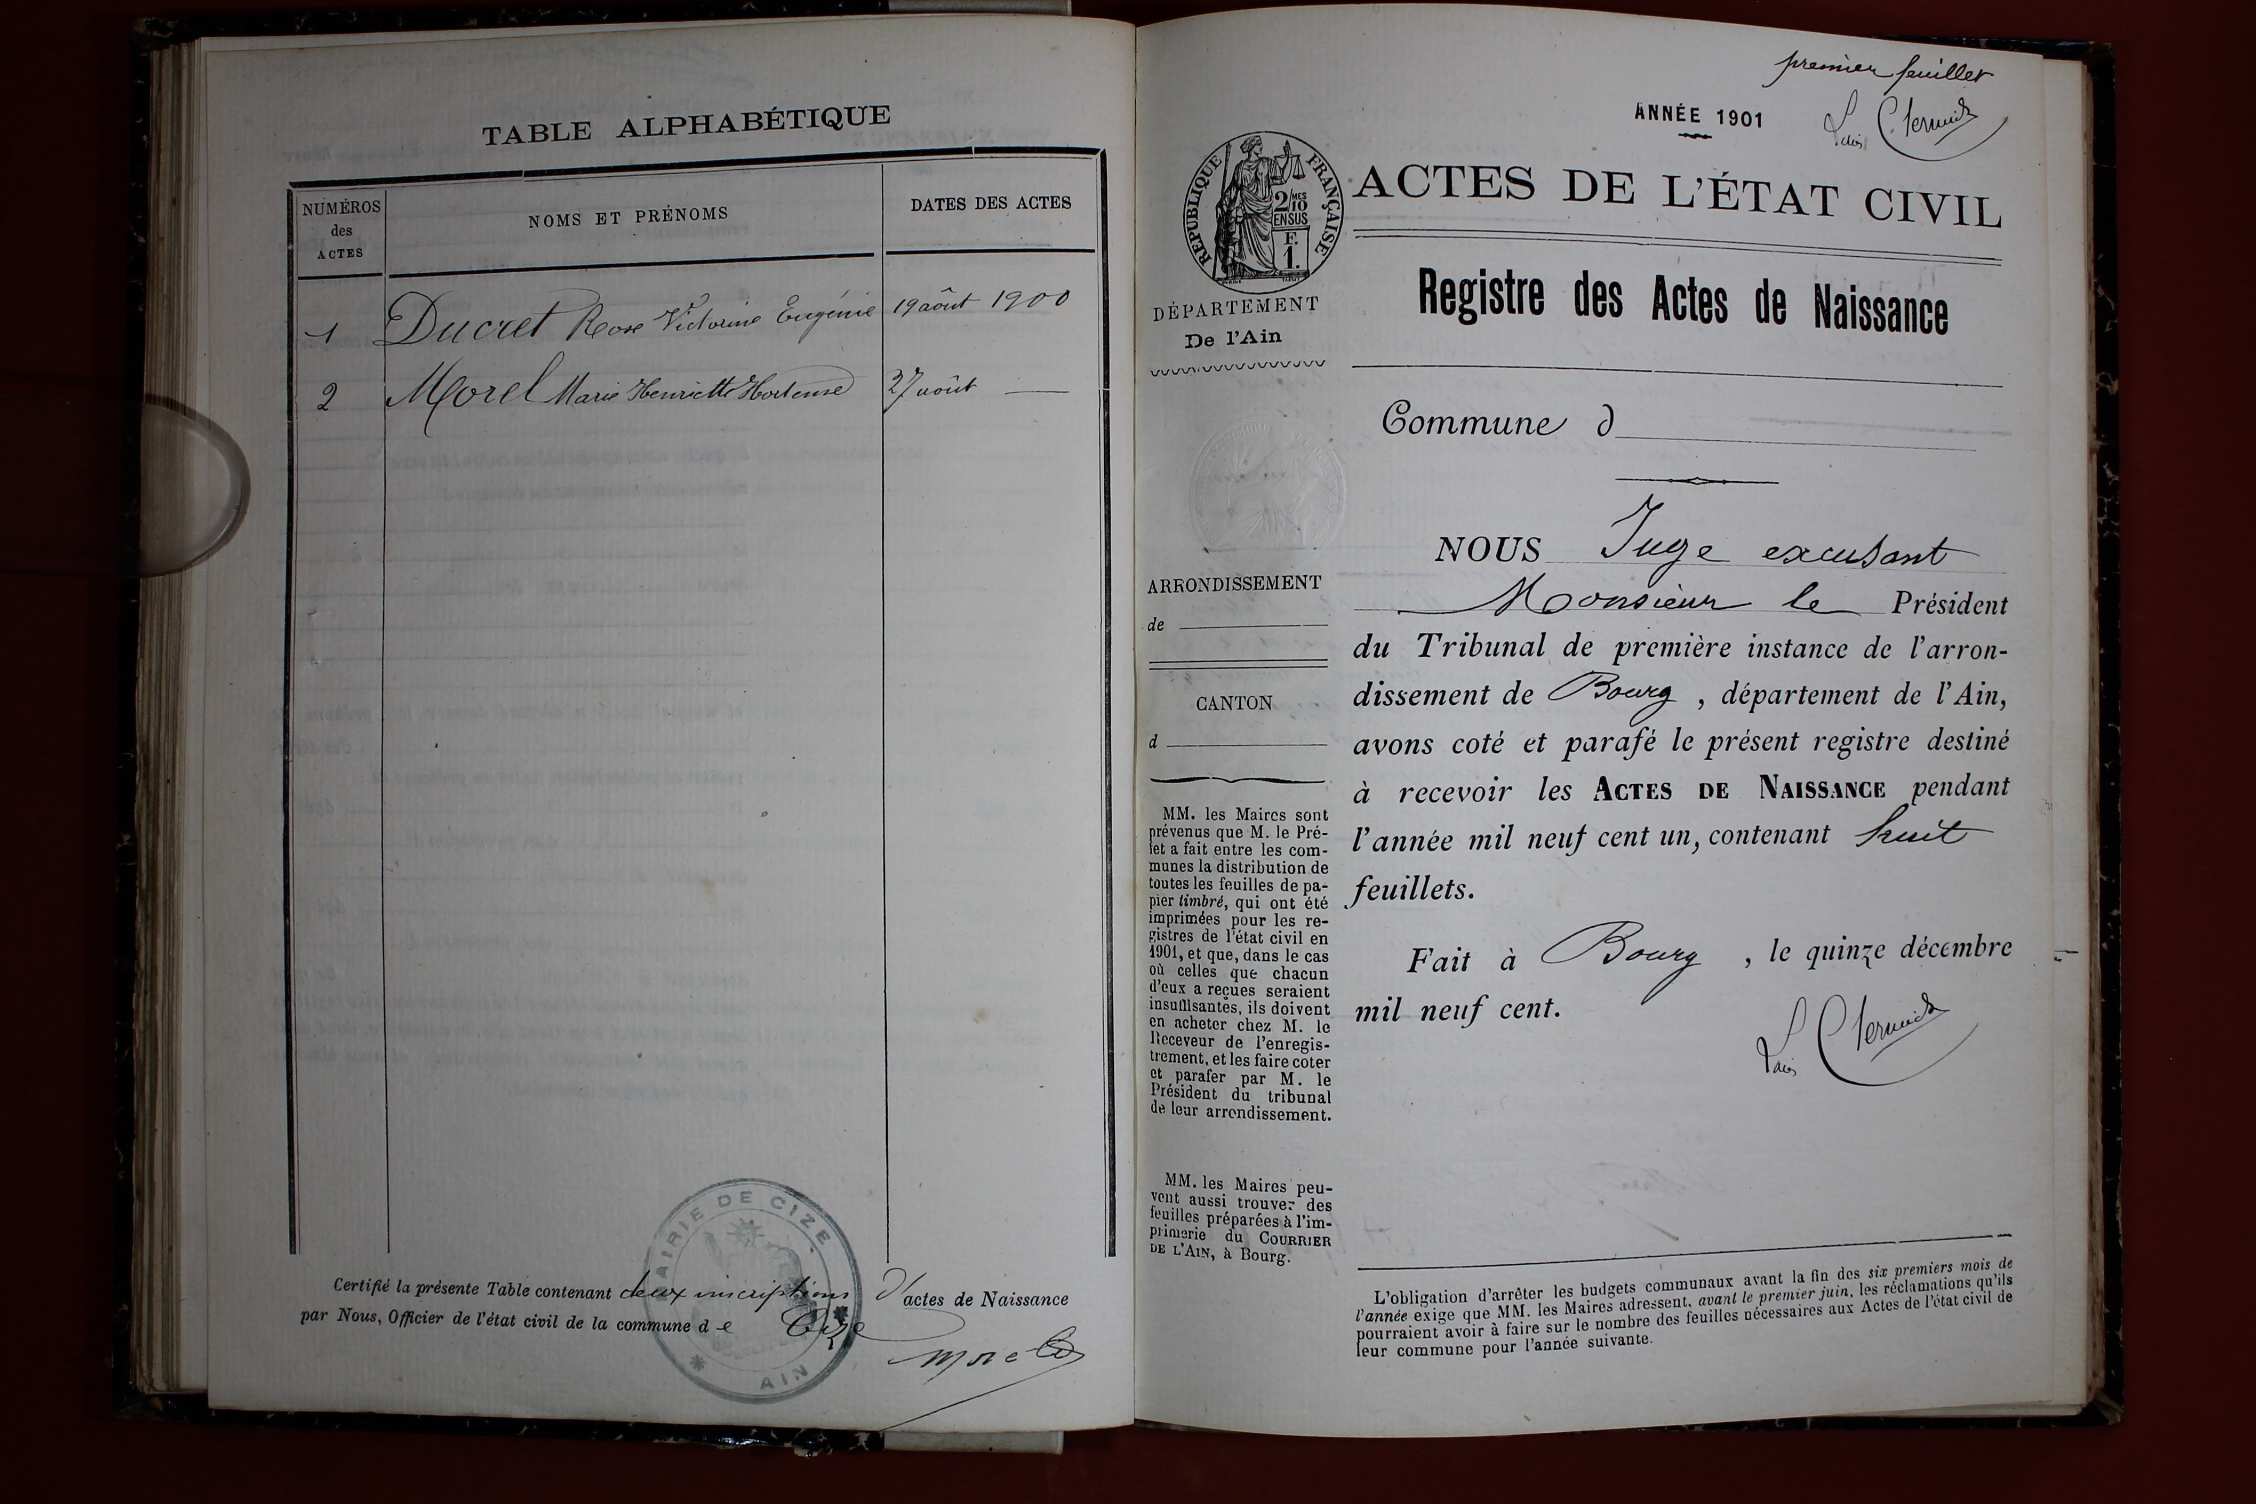 TABLE ALPHABÉTIQUE
NUMÉROS
des
ACTES
NOMS ET PRÉNOMS
DATES DES ACTES
1 Ducret Rose Victorine Eugénie 19 août 1900
2 Morel Marie Henriette Hortense 27 août —
Certifié la présente Table contenant deux inscriptions d'actes de Naissance
par Nous, Officier de l'état civil de la commune de Cize
MAIRIE DE CIZE
AIN
Morel
premier feuillet
ANNÉE 1901
ACTES DE L'ÉTAT CIVIL
RÉPUBLIQUE FRANÇAISE
2/10 MES
EN SUS
F.
1.
DÉPARTEMENT
De l'Ain
Registre des Actes de Naissance
Commune d
ARRONDISSEMENT
de
CANTON
d
MM. les Maires sont
prévenus que M. le Pré-
fet a fait entre les com-
munes la distribution de
toutes les feuilles de pa-
pier timbré, qui ont été
imprimées pour les re-
gistres de l'état civil en
1901, et que, dans le cas
où celles que chacun
d'eux a reçues seraient
insuffisantes, ils doivent
en acheter chez M. le
Receveur de l'enregis-
trement, et les faire coter
et parafer par M. le
Président du tribunal
de leur arrondissement.
MM. les Maires peu-
vent aussi trouver des
feuilles préparées à l'im-
primerie du COURRIER
DE L'AIN, à Bourg.
NOUS Juge excusant
Monsieur le Président
du Tribunal de première instance de l'arron-
dissement de Bourg, département de l'Ain,
avons coté et parafé le présent registre destiné
à recevoir les ACTES DE NAISSANCE pendant
l'année mil neuf cent un, contenant huit
feuillets.
Fait à Bourg, le quinze décembre
mil neuf cent.
L'obligation d'arrêter les budgets communaux avant la fin des six premiers mois de
l'année exige que MM. les Maires adressent, avant le premier juin, les réclamations qu'ils
pourraient avoir à faire sur le nombre des feuilles nécessaires aux Actes de l'état civil de
leur commune pour l'année suivante.